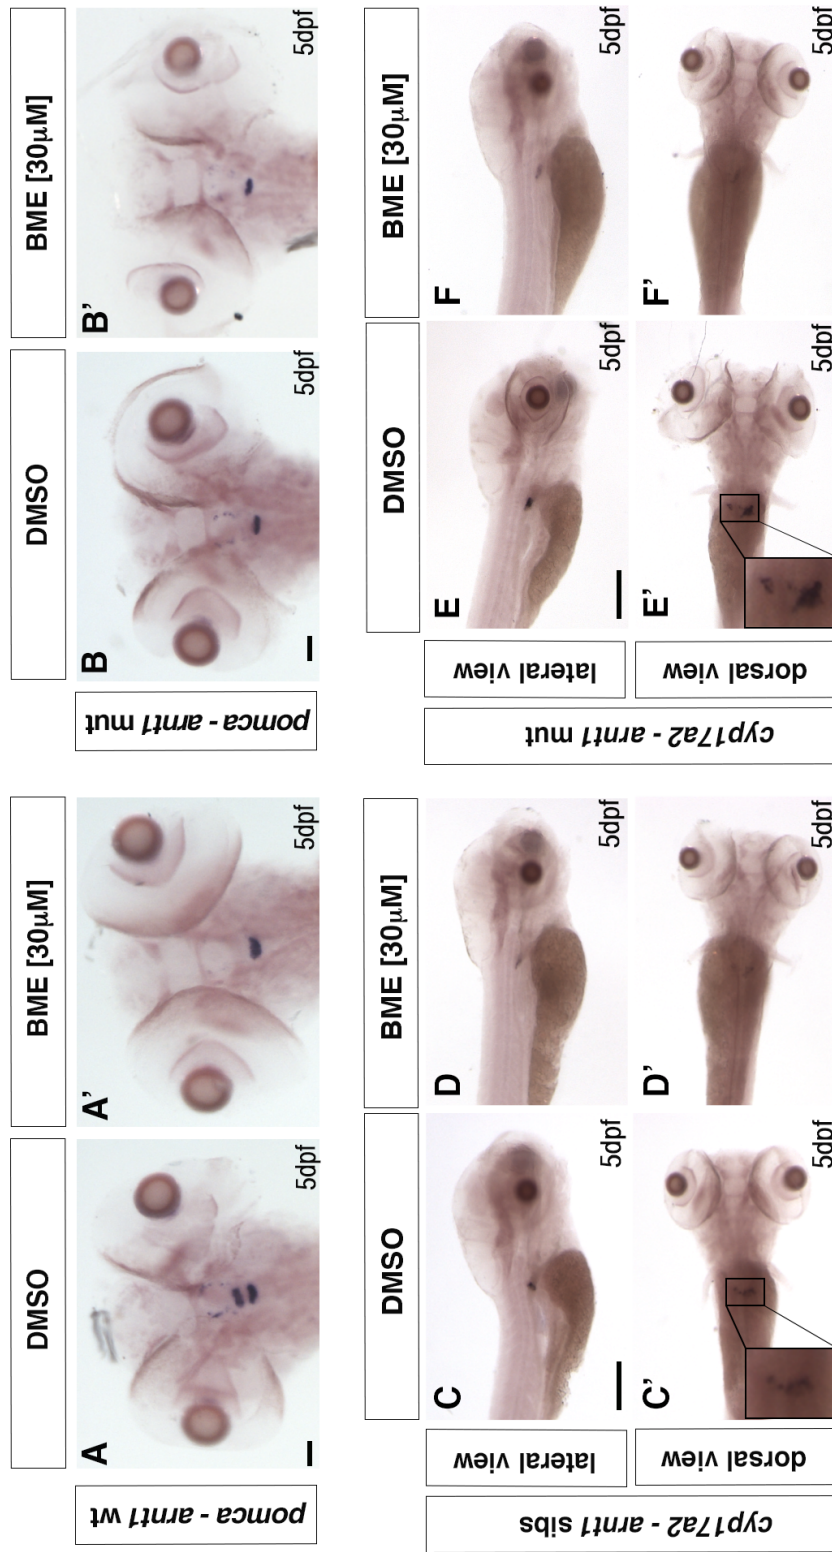 DMSO
BME [30μM]
DMSO
BME [30μM]
pomca - arnt1 wt
A
5dpf
A'
5dpf
pomca - arnt1 mut
B
5dpf
B'
5dpf
DMSO
BME [30μM]
DMSO
BME [30μM]
cyp17a2 - arnt1 sibs
lateral view
C
5dpf
D
5dpf
cyp17a2 - arnt1 mut
lateral view
E
5dpf
F
5dpf
dorsal view
C'
5dpf
D'
5dpf
dorsal view
E'
5dpf
F'
5dpf